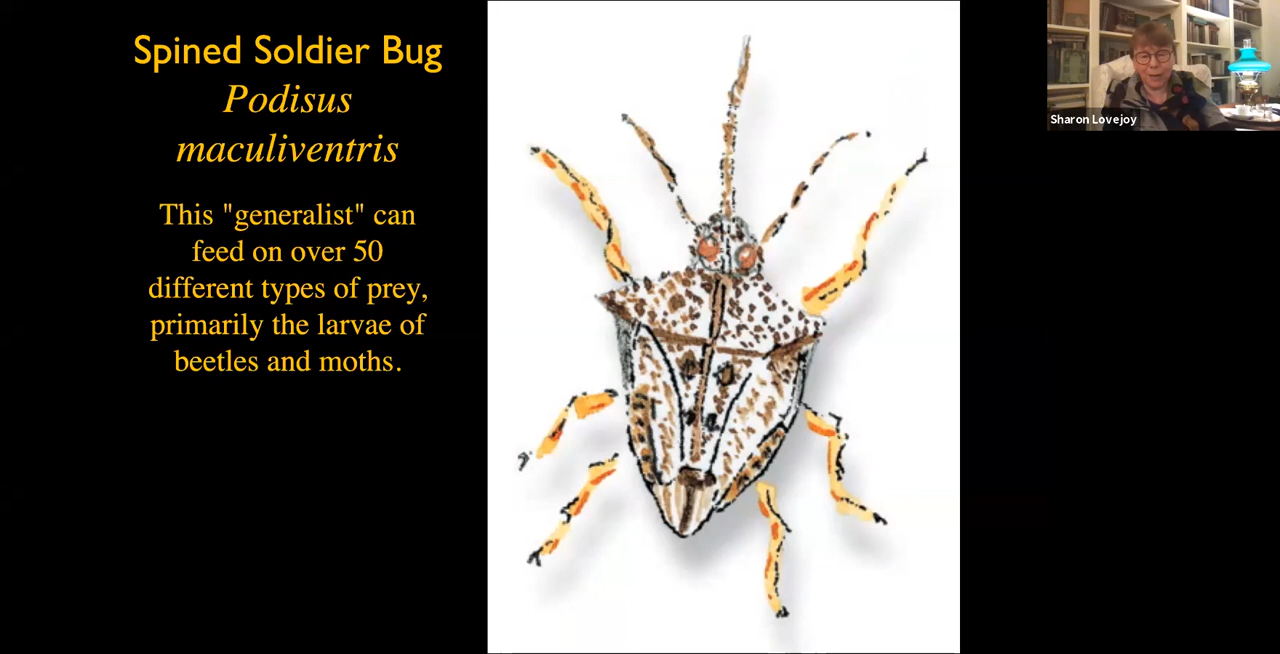 Spined Soldier Bug
Podisus
maculiventris
This "generalist" can
feed on over 50
different types of prey,
primarily the larvae of
beetles and moths.
Sharon Lovejoy